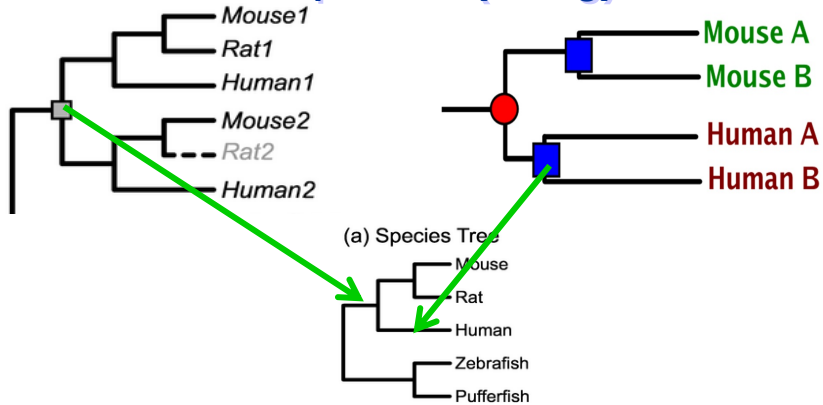 Mouse1
Rat1
Human1
Mouse2
Rat2
Human2
Mouse A
Mouse B
Human A
Human B
(a) Species Tree
Mouse
Rat
Human
Zebrafish
Pufferfish